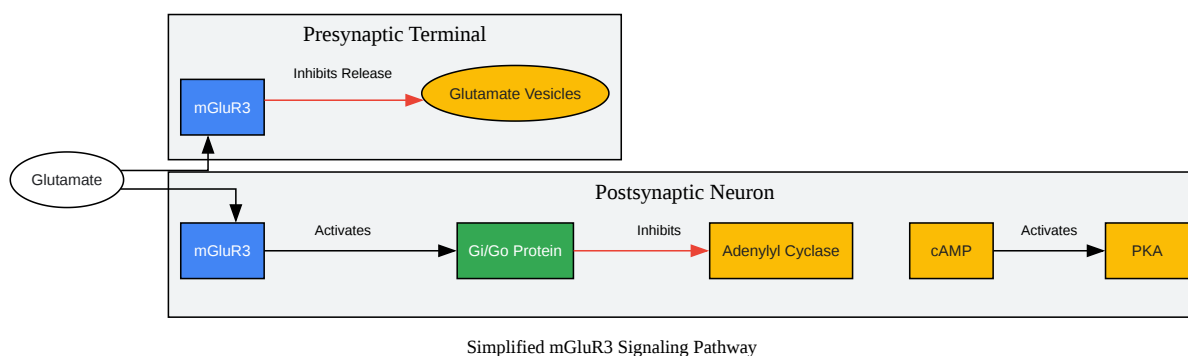 Presynaptic Terminal
Inhibits Release
mGluR3
Glutamate Vesicles
Glutamate
Postsynaptic Neuron
mGluR3
Activates
Gi/Go Protein
Inhibits
Adenylyl Cyclase
cAMP
Activates
PKA
Simplified mGluR3 Signaling Pathway